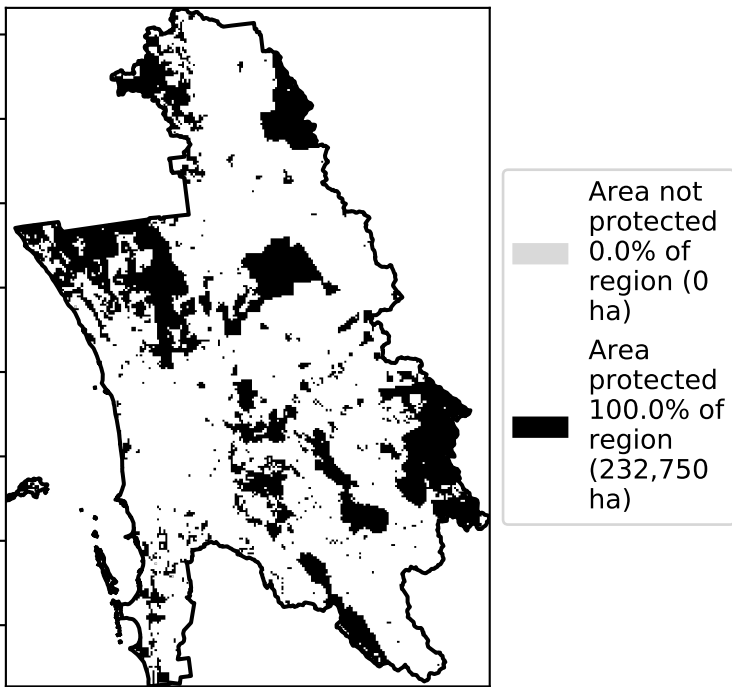 Area not
protected
0.0% of
region (0
ha)
Area
protected
100.0% of
region
(232,750
ha)